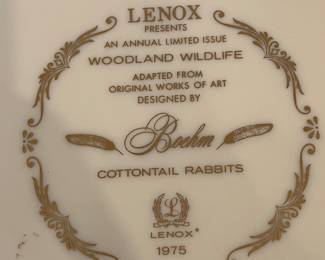 LENOX
PRESENTS
AN ANNUAL LIMITED ISSUE
WOODLAND WILDLIFE
ADAPTED FROM
ORIGINAL WORKS OF ART
DESIGNED BY
Boehm
COTTONTAIL RABBITS
L
LENOX®
1975